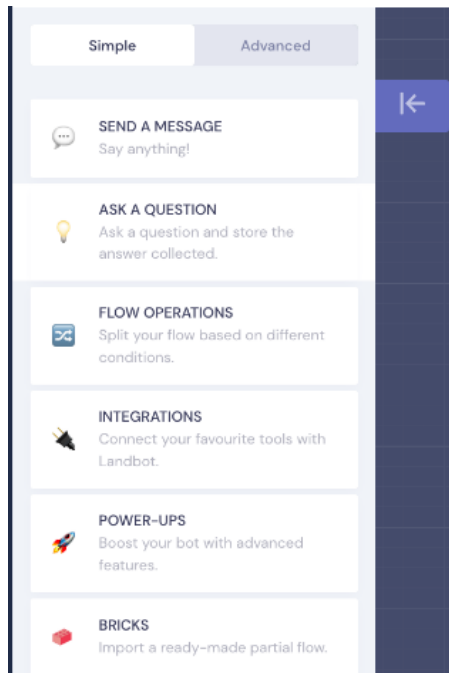 Simple
Advanced
SEND A MESSAGE
Say anything!
ASK A QUESTION
Ask a question and store the
answer collected.
FLOW OPERATIONS
Split your flow based on different
conditions.
INTEGRATIONS
Connect your favourite tools with
Landbot.
POWER-UPS
Boost your bot with advanced
features.
BRICKS
Import a ready-made partial flow.